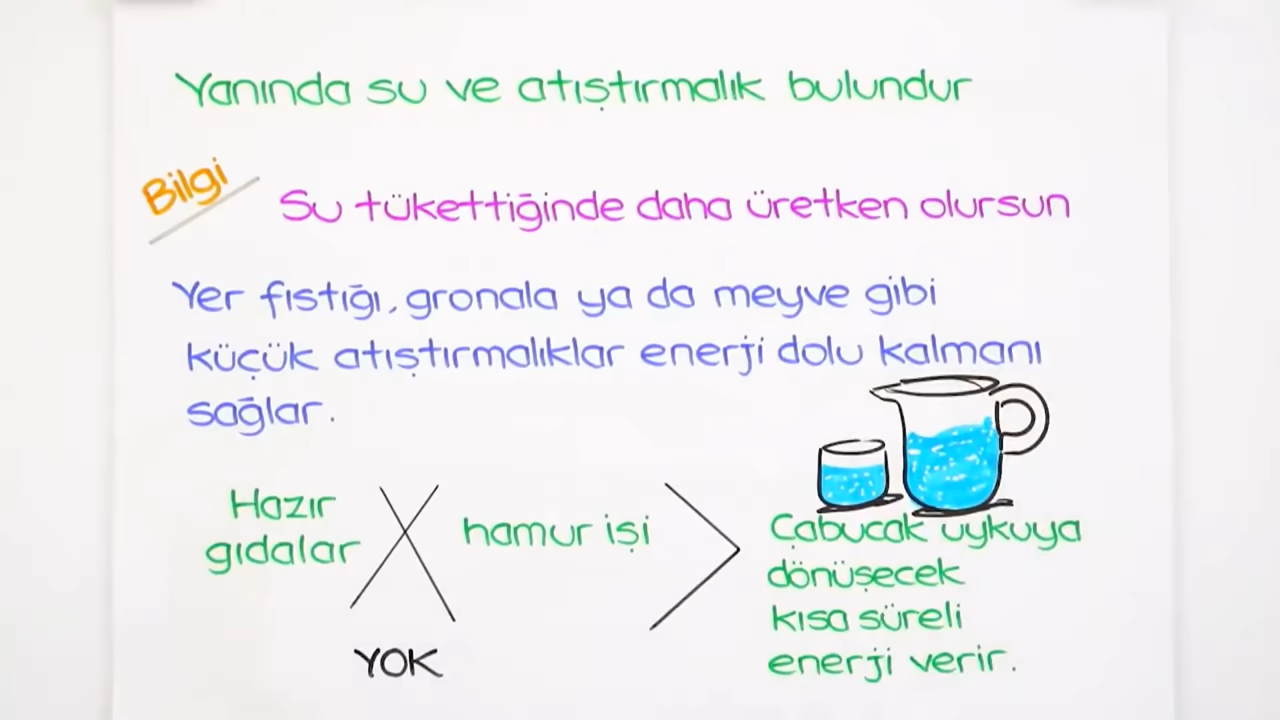 Yanında su ve atıştırmalık bulundur
Bilgi
Su tükettiğinde daha üretken olursun
Yer fıstığı, gronala ya da meyve gibi
küçük atıştırmalıklar enerji dolu kalmanı
sağlar.
Hazır
gıdalar
hamur işi
YOK
Çabucak uykuya
dönüşecek
kısa süreli
enerji verir.